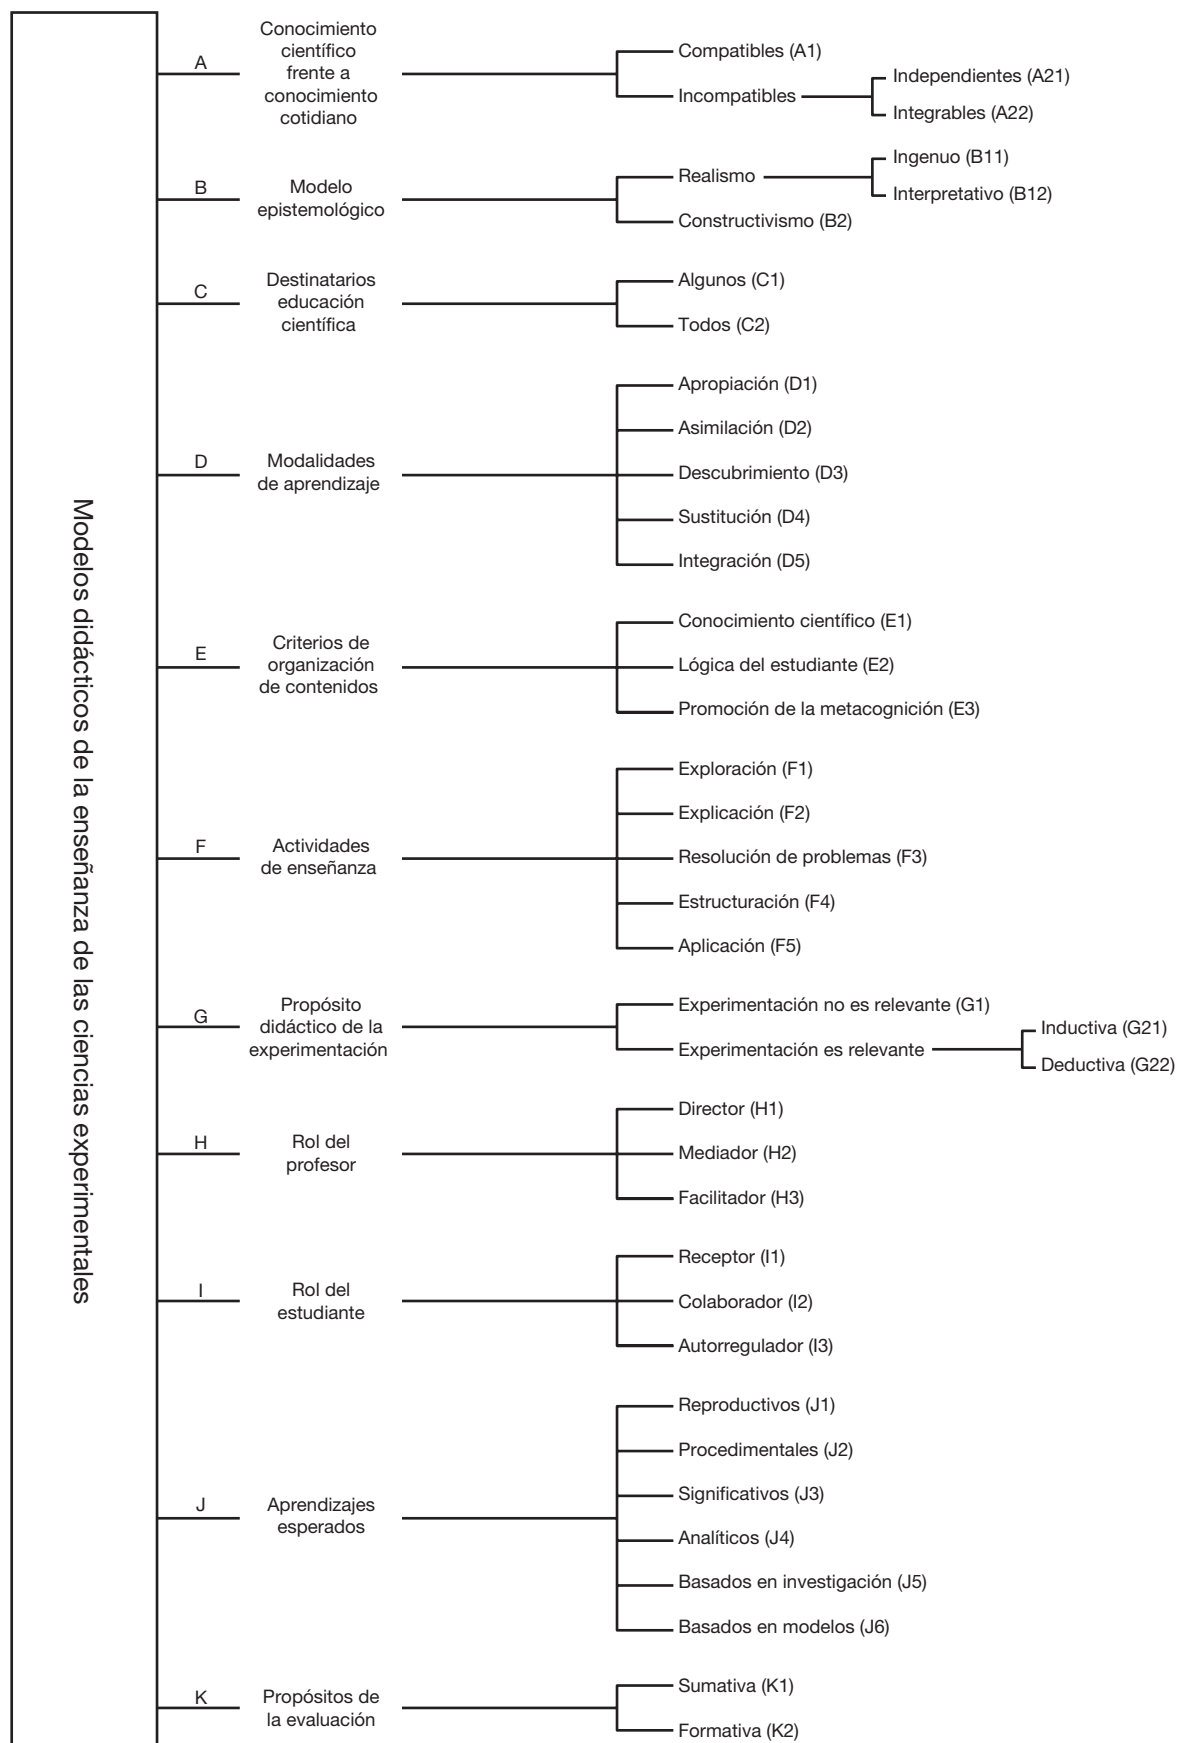 Modelos didácticos de la enseñanza de las ciencias experimentales
A
Conocimiento
científico
frente a
conocimiento
cotidiano
Compatibles (A1)
Incompatibles
Independientes (A21)
Integrables (A22)
B
Modelo
epistemológico
Realismo
Ingenuo (B11)
Interpretativo (B12)
Constructivismo (B2)
C
Destinatarios
educación
científica
Algunos (C1)
Todos (C2)
D
Modalidades
de aprendizaje
Apropiación (D1)
Asimilación (D2)
Descubrimiento (D3)
Sustitución (D4)
Integración (D5)
E
Criterios de
organización
de contenidos
Conocimiento científico (E1)
Lógica del estudiante (E2)
Promoción de la metacognición (E3)
F
Actividades
de enseñanza
Exploración (F1)
Explicación (F2)
Resolución de problemas (F3)
Estructuración (F4)
Aplicación (F5)
G
Propósito
didáctico de la
experimentación
Experimentación no es relevante (G1)
Experimentación es relevante
Inductiva (G21)
Deductiva (G22)
H
Rol del
profesor
Director (H1)
Mediador (H2)
Facilitador (H3)
I
Rol del
estudiante
Receptor (I1)
Colaborador (I2)
Autorregulador (I3)
J
Aprendizajes
esperados
Reproductivos (J1)
Procedimentales (J2)
Significativos (J3)
Analíticos (J4)
Basados en investigación (J5)
Basados en modelos (J6)
K
Propósitos de
la evaluación
Sumativa (K1)
Formativa (K2)